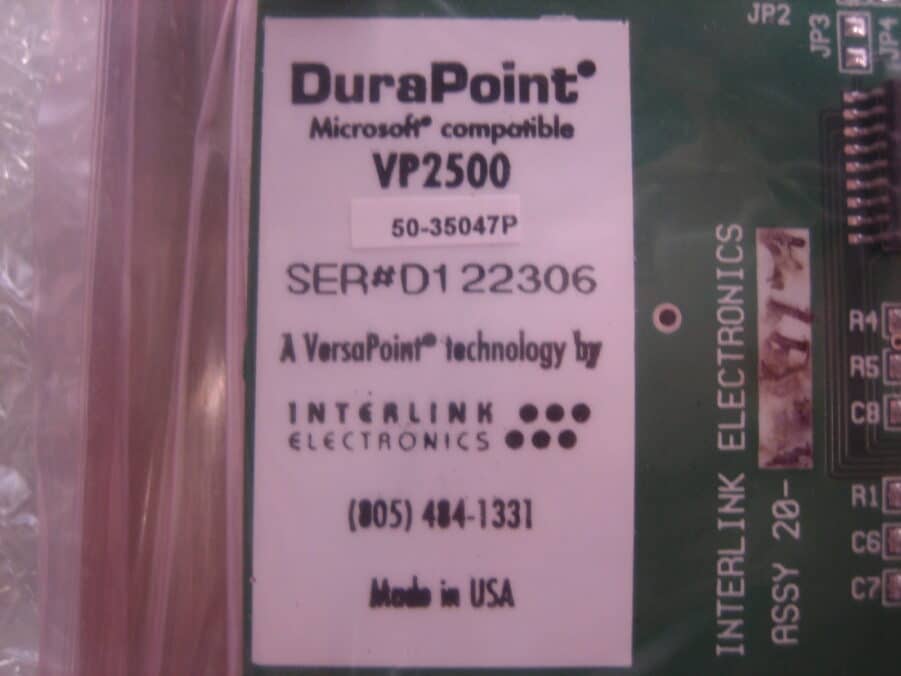 DuraPoint®
Microsoft® compatible
VP2500
50-35047P
SER#D122306
A VersaPoint® technology by
INTERLINK
ELECTRONICS
(805) 484-1331
Made in USA
INTERLINK ELECTRONICS
ASSY 20-
JP2
JP3
JP4
R4
R5
C8
R1
C6
C7